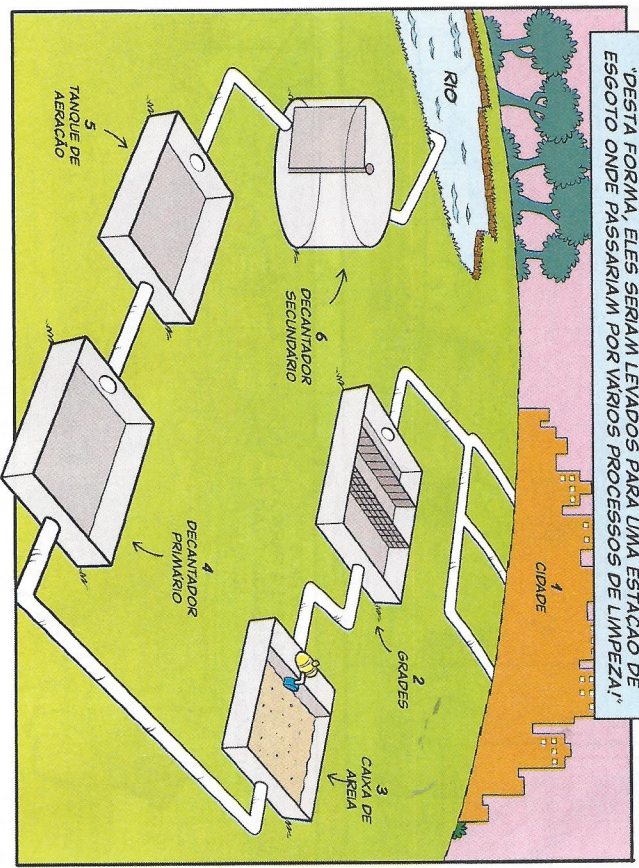 "DESTA FORMA, ELES SERIAM LEVADOS PARA UMA ESTAÇÃO DE
ESGOTO ONDE PASSARIAM POR VÁRIOS PROCESSOS DE LIMPEZA!"
1
CIDADE
RIO
2
GRADES
3
CAIXA DE
AREIA
4
DECANTADOR
PRIMÁRIO
5
TANQUE DE
AERAÇÃO
6
DECANTADOR
SECUNDÁRIO